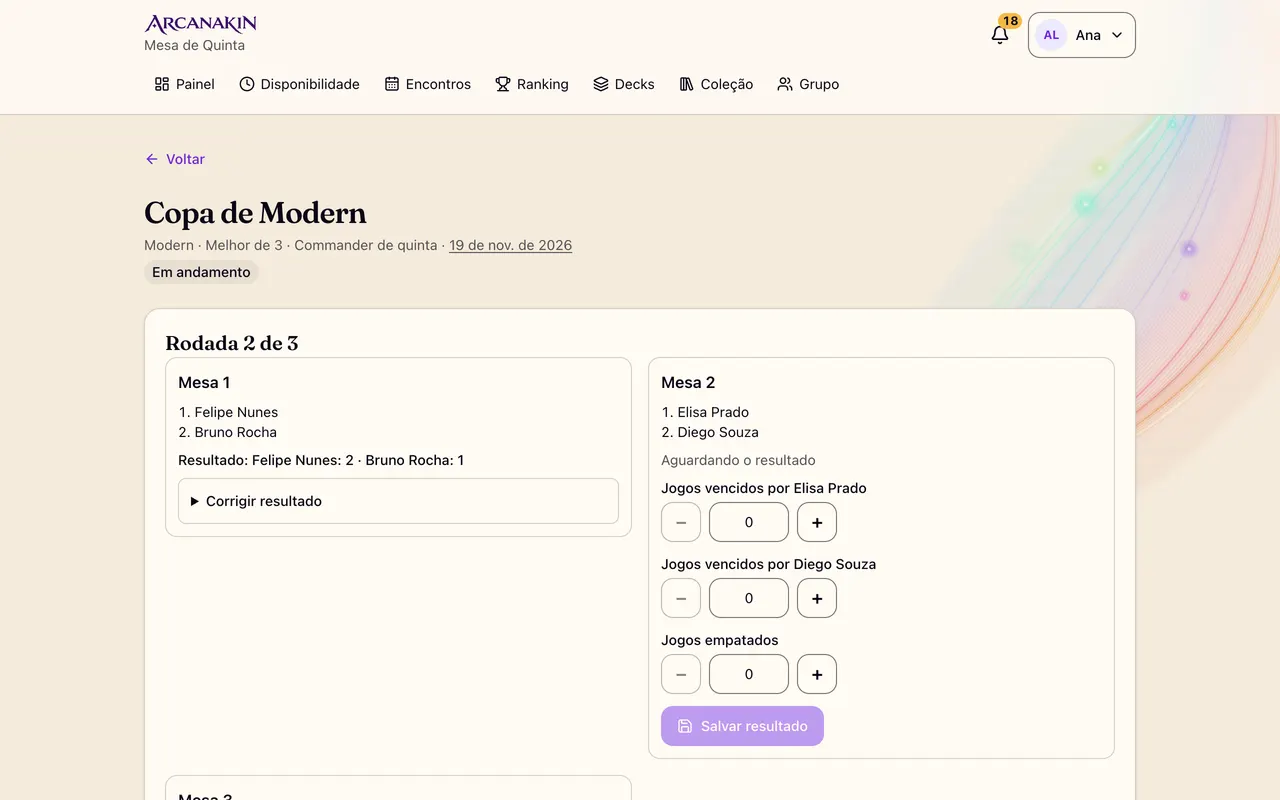 ARCANAKIN
Mesa de Quinta
18
AL Ana
Painel Disponibilidade Encontros Ranking Decks Coleção Grupo
← Voltar
Copa de Modern
Modern · Melhor de 3 · Commander de quinta · 19 de nov. de 2026
Em andamento
Rodada 2 de 3
Mesa 1
1. Felipe Nunes
2. Bruno Rocha
Resultado: Felipe Nunes: 2 · Bruno Rocha: 1
▶ Corrigir resultado
Mesa 2
1. Elisa Prado
2. Diego Souza
Aguardando o resultado
Jogos vencidos por Elisa Prado
− 0 +
Jogos vencidos por Diego Souza
− 0 +
Jogos empatados
− 0 +
Salvar resultado
Mesa 3